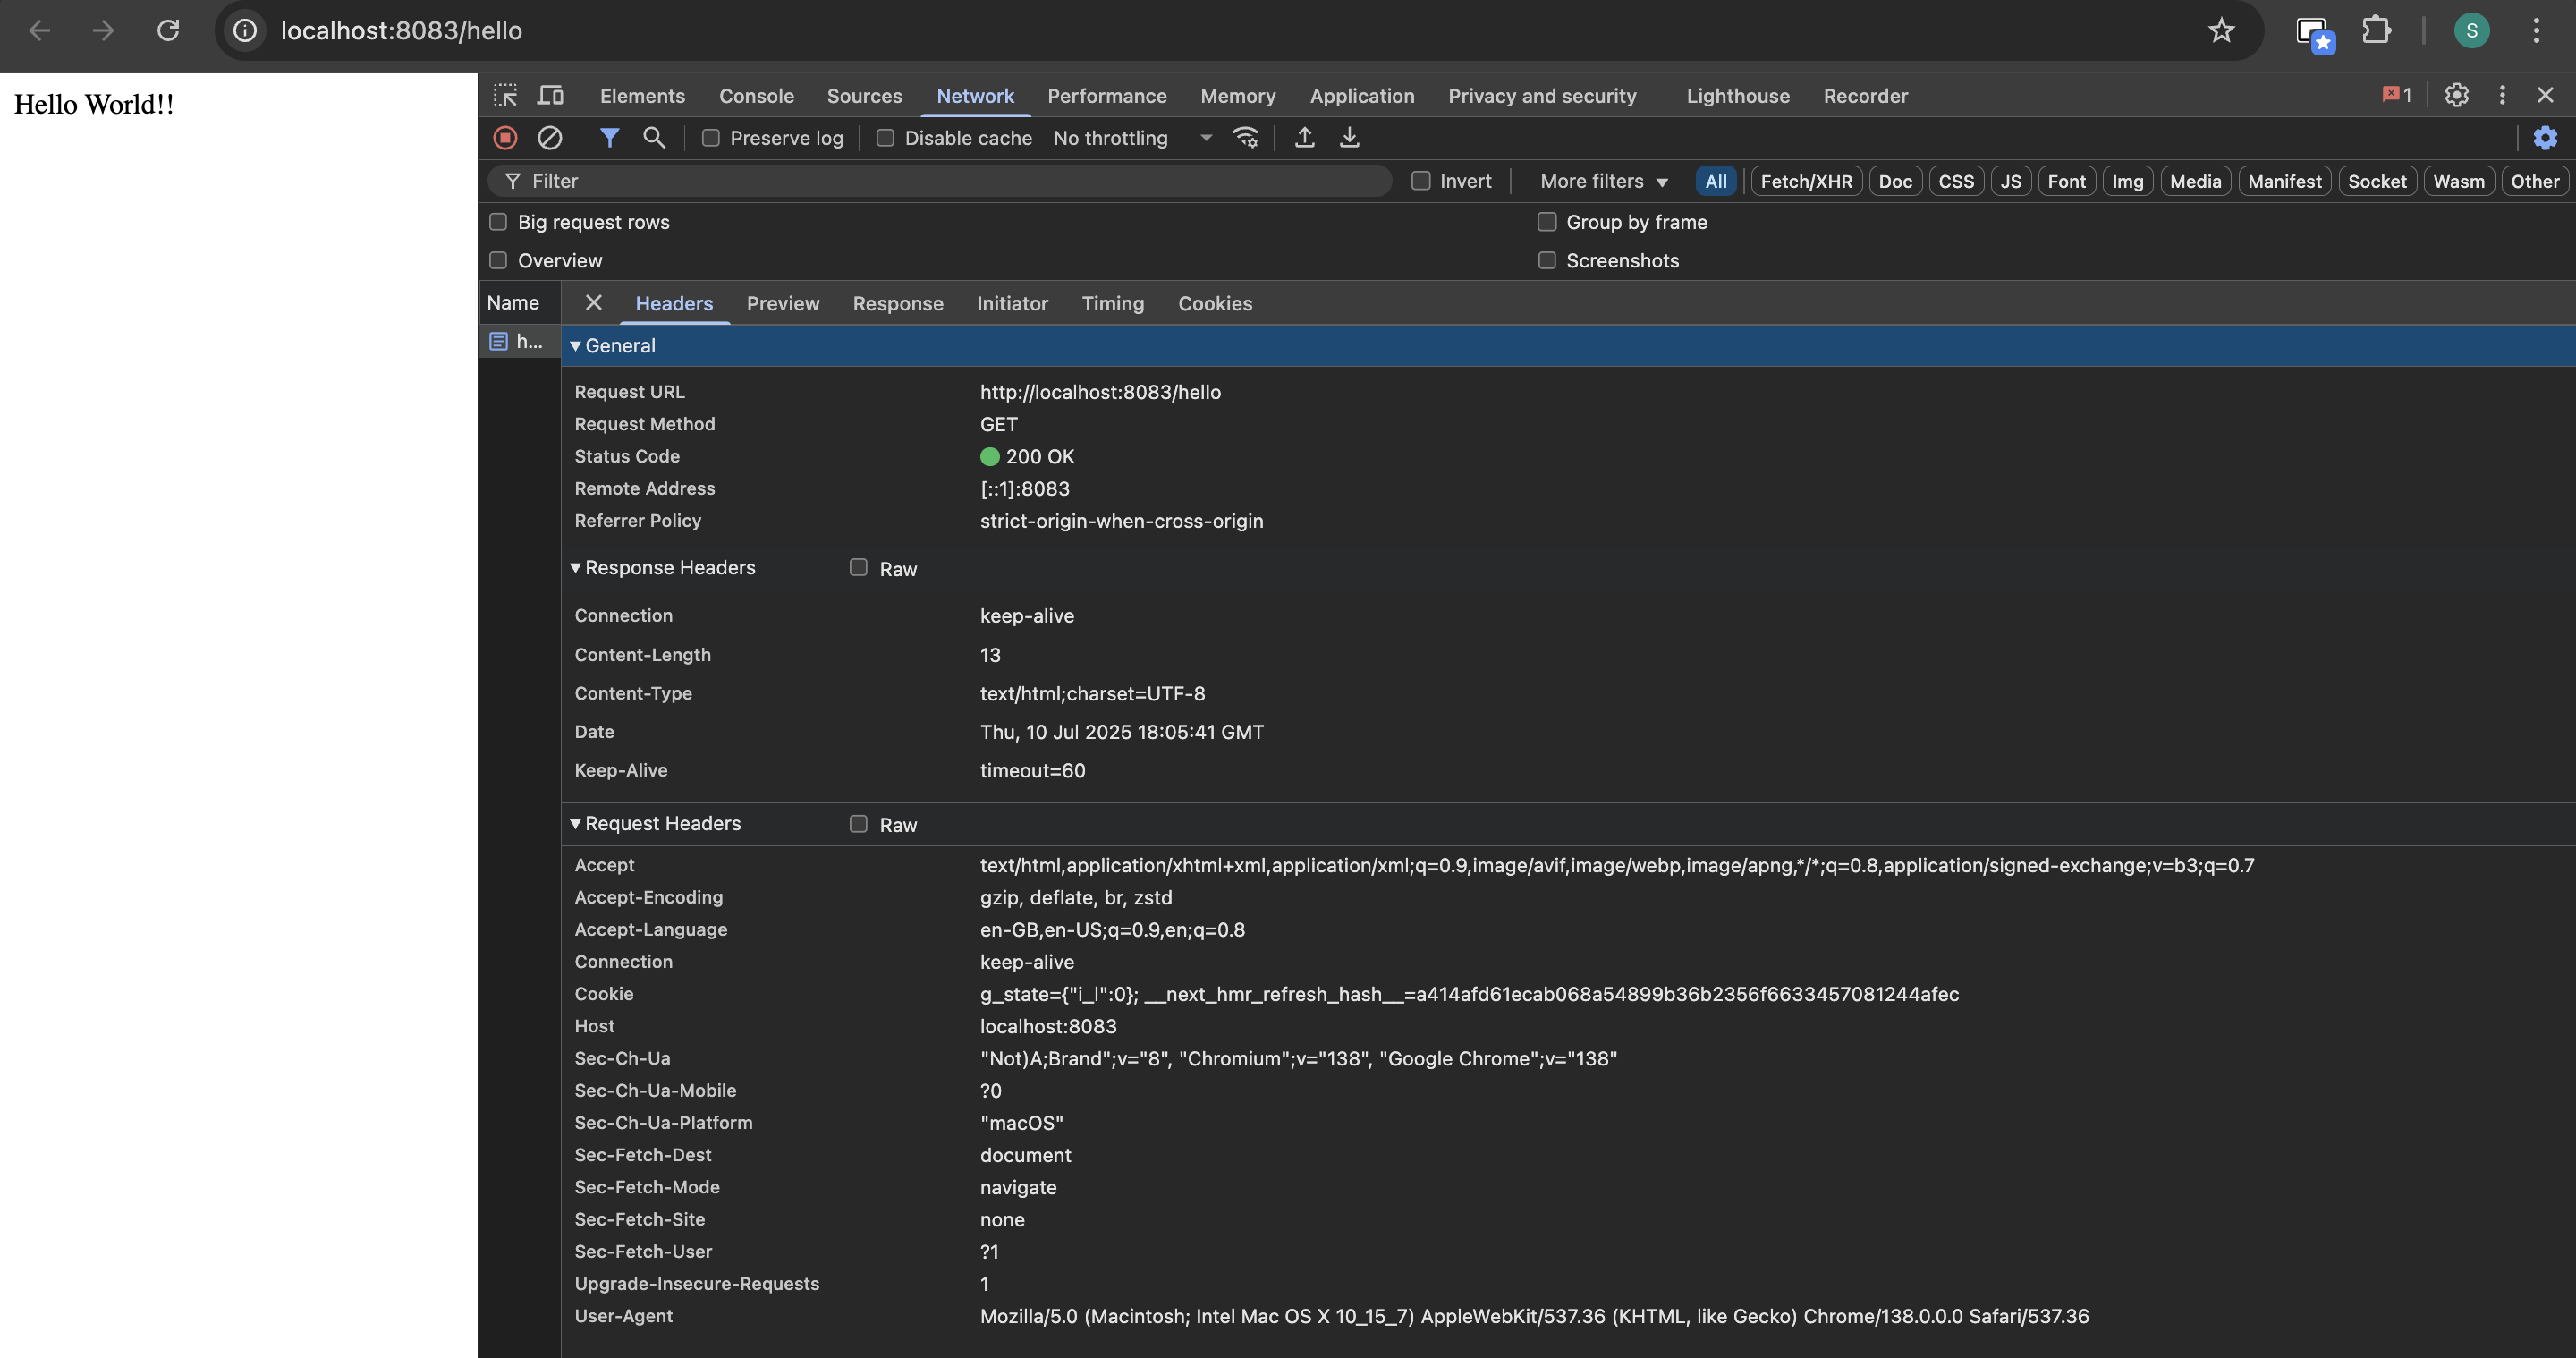 localhost:8083/hello
S
Hello World!!
Elements Console Sources Network Performance Memory Application Privacy and security Lighthouse Recorder 1
Preserve log Disable cache No throttling
Filter Invert More filters All Fetch/XHR Doc CSS JS Font Img Media Manifest Socket Wasm Other
Big request rows Group by frame
Overview Screenshots
Name Headers Preview Response Initiator Timing Cookies
h...
General
Request URL http://localhost:8083/hello
Request Method GET
Status Code 200 OK
Remote Address [::1]:8083
Referrer Policy strict-origin-when-cross-origin
Response Headers Raw
Connection keep-alive
Content-Length 13
Content-Type text/html;charset=UTF-8
Date Thu, 10 Jul 2025 18:05:41 GMT
Keep-Alive timeout=60
Request Headers Raw
Accept text/html,application/xhtml+xml,application/xml;q=0.9,image/avif,image/webp,image/apng,*/*;q=0.8,application/signed-exchange;v=b3;q=0.7
Accept-Encoding gzip, deflate, br, zstd
Accept-Language en-GB,en-US;q=0.9,en;q=0.8
Connection keep-alive
Cookie g_state={"i_l":0}; __next_hmr_refresh_hash__=a414afd61ecab068a54899b36b2356f6633457081244afec
Host localhost:8083
Sec-Ch-Ua "Not)A;Brand";v="8", "Chromium";v="138", "Google Chrome";v="138"
Sec-Ch-Ua-Mobile ?0
Sec-Ch-Ua-Platform "macOS"
Sec-Fetch-Dest document
Sec-Fetch-Mode navigate
Sec-Fetch-Site none
Sec-Fetch-User ?1
Upgrade-Insecure-Requests 1
User-Agent Mozilla/5.0 (Macintosh; Intel Mac OS X 10_15_7) AppleWebKit/537.36 (KHTML, like Gecko) Chrome/138.0.0.0 Safari/537.36